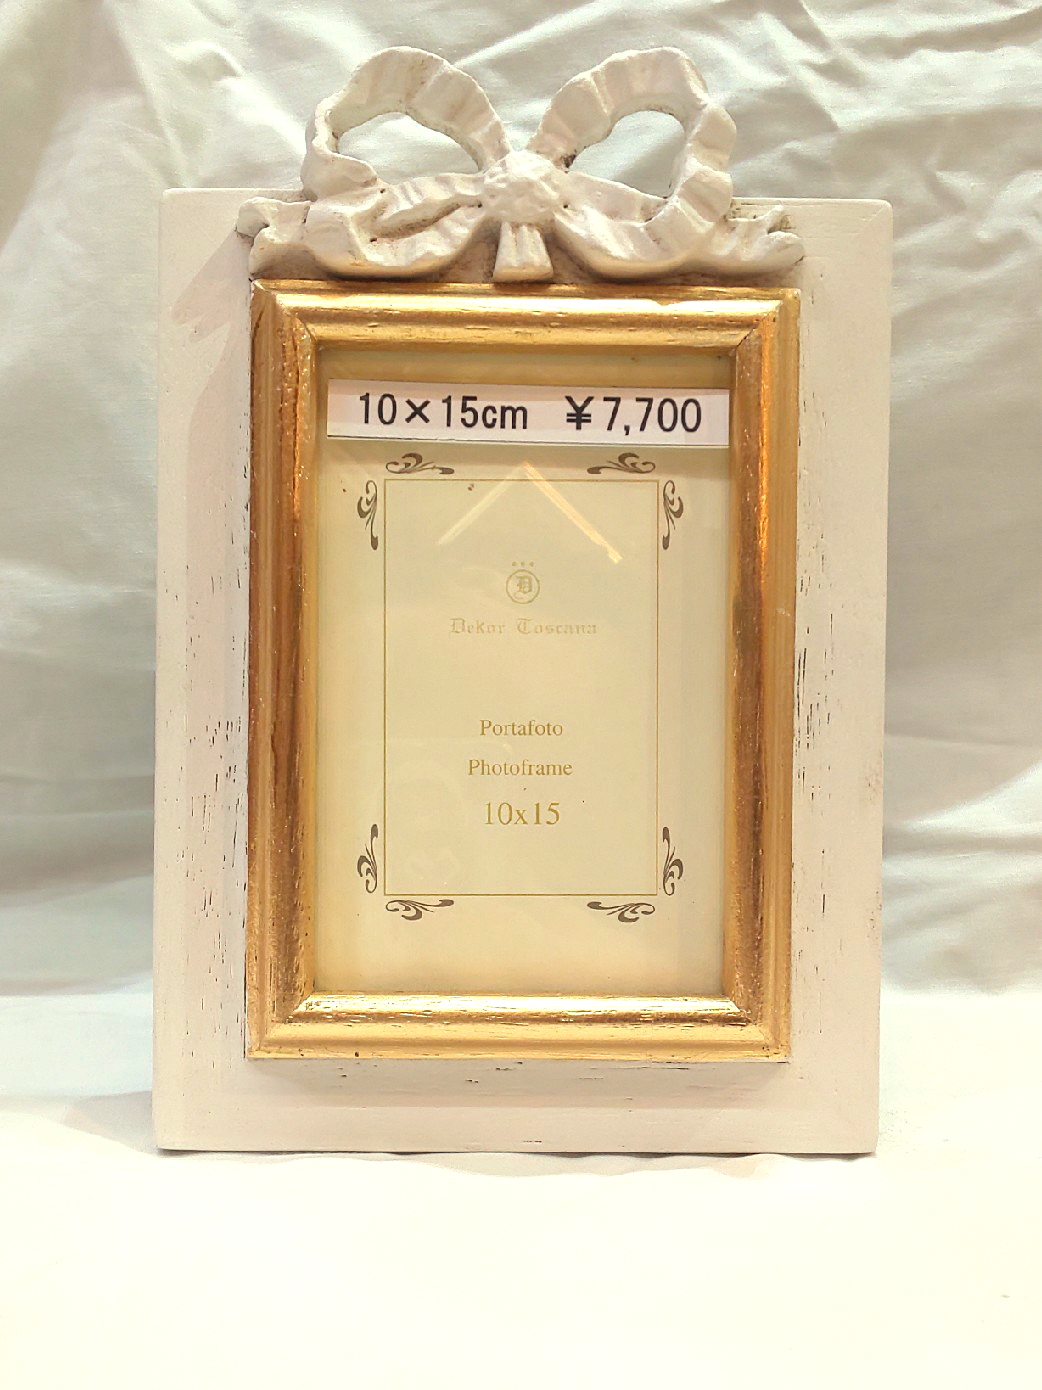 10×15cm ¥7,700
D
Dekor Toscana
Portafoto
Photoframe
10x15